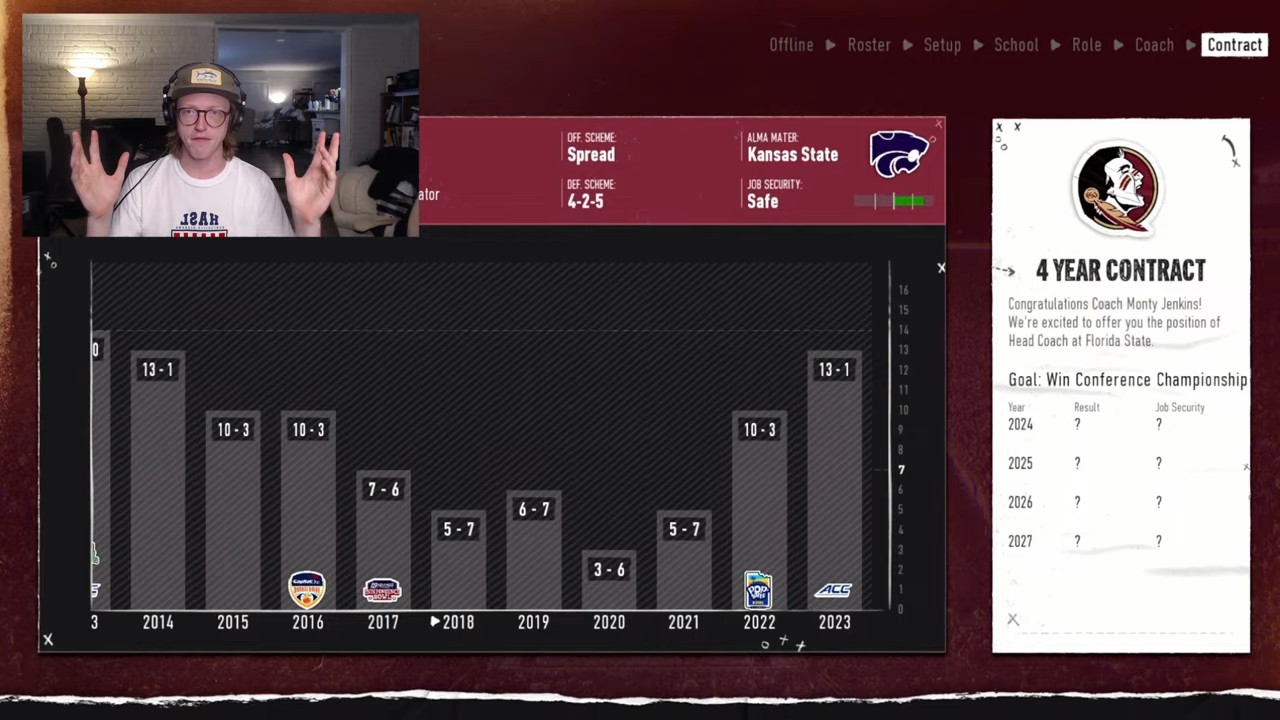 Offline ▶ Roster ▶ Setup ▶ School ▶ Role ▶ Coach ▶ Contract
OFF. SCHEME:
Spread
ALMA MATER:
Kansas State
ator
DEF. SCHEME:
4-2-5
JOB SECURITY:
Safe
HASL
4 YEAR CONTRACT
Congratulations Coach Monty Jenkins!
We're excited to offer you the position of
Head Coach at Florida State.
Goal: Win Conference Championship
Year Result Job Security
2024 ? ?
2025 ? ?
2026 ? ?
2027 ? ?
16
15
14
13
12
11
10
9
8
7
6
5
4
3
2
1
0
0
13 - 1
10 - 3
10 - 3
7 - 6
5 - 7
6 - 7
3 - 6
5 - 7
10 - 3
13 - 1
ACC
3 2014 2015 2016 2017 ▶ 2018 2019 2020 2021 2022 2023